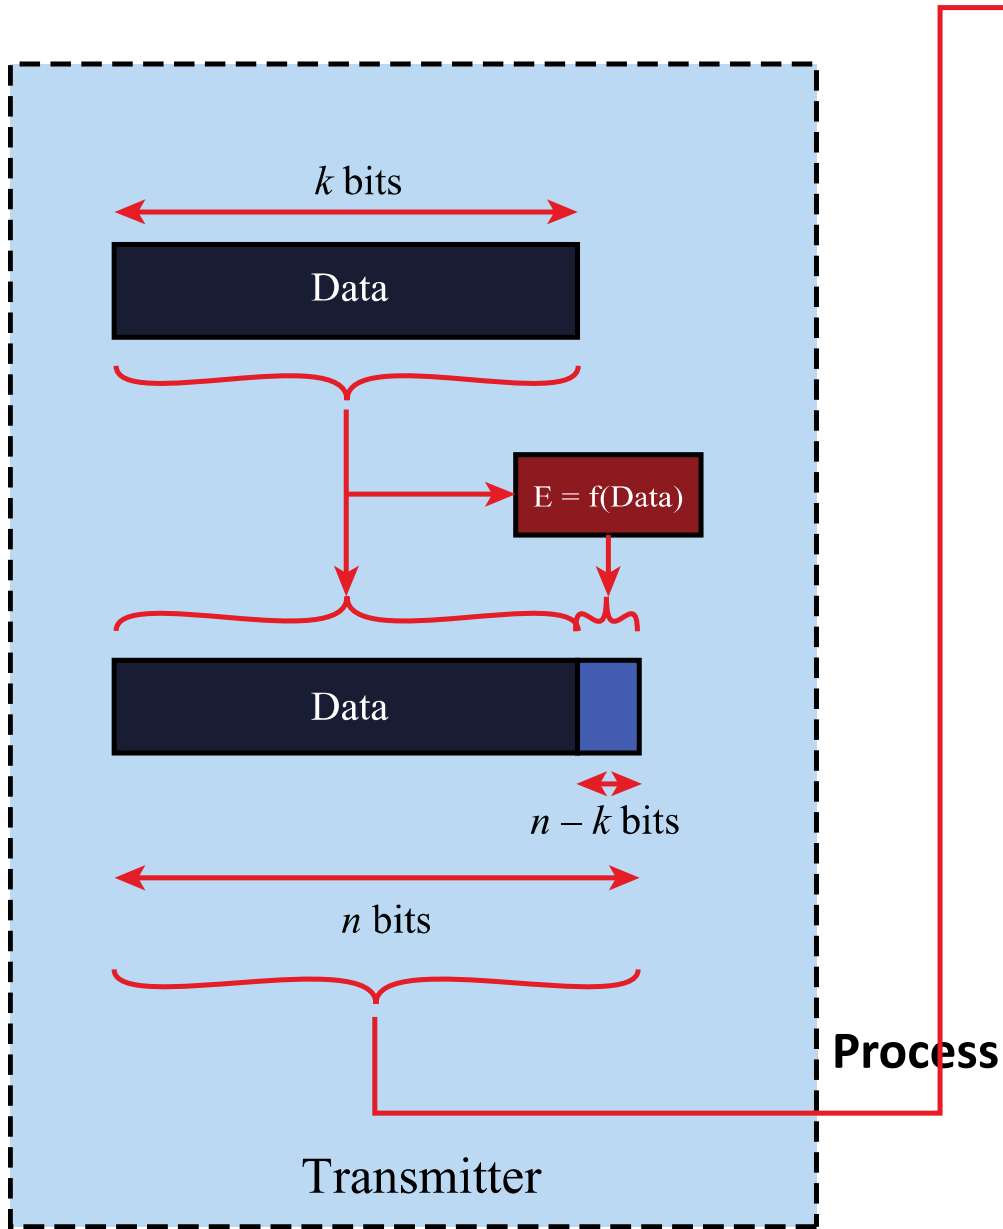 k bits
Data
E = f(Data)
Data
n – k bits
n bits
Process
Transmitter